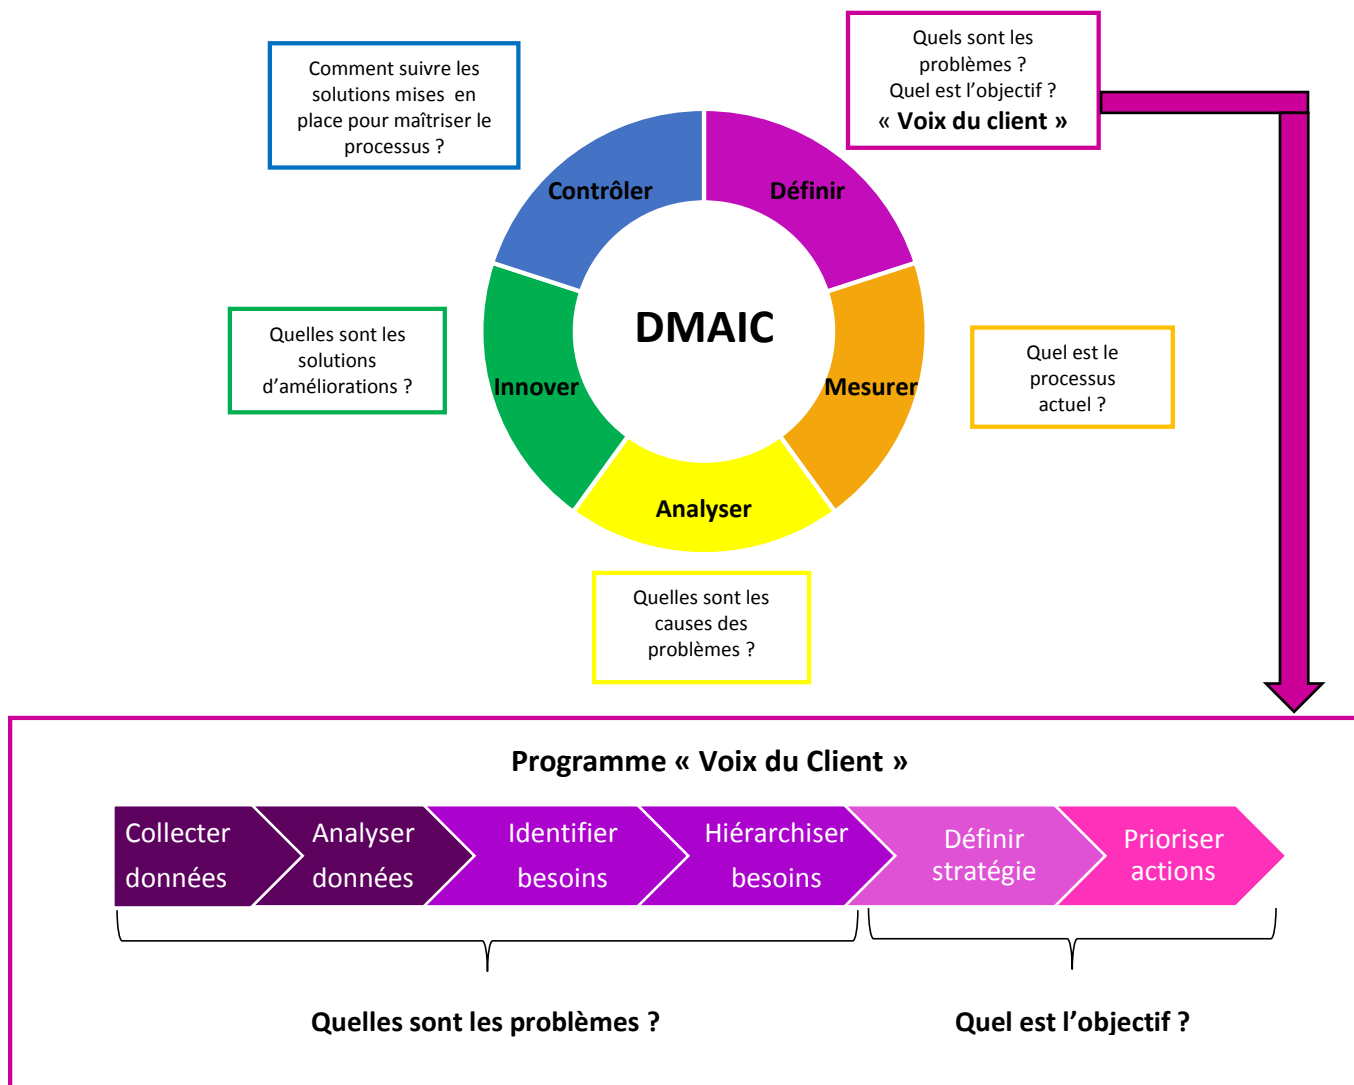 Quels sont les
problèmes ?
Quel est l’objectif ?
« Voix du client »
Comment suivre les
solutions mises en
place pour maîtriser le
processus ?
Contrôler
Définir
Quelles sont les
solutions
d’améliorations ?
DMAIC
Quel est le
processus
actuel ?
Innover
Mesurer
Analyser
Quelles sont les
causes des
problèmes ?
Programme « Voix du Client »
Collecter
données
Analyser
données
Identifier
besoins
Hiérarchiser
besoins
Définir
stratégie
Prioriser
actions
Quelles sont les problèmes ?
Quel est l’objectif ?